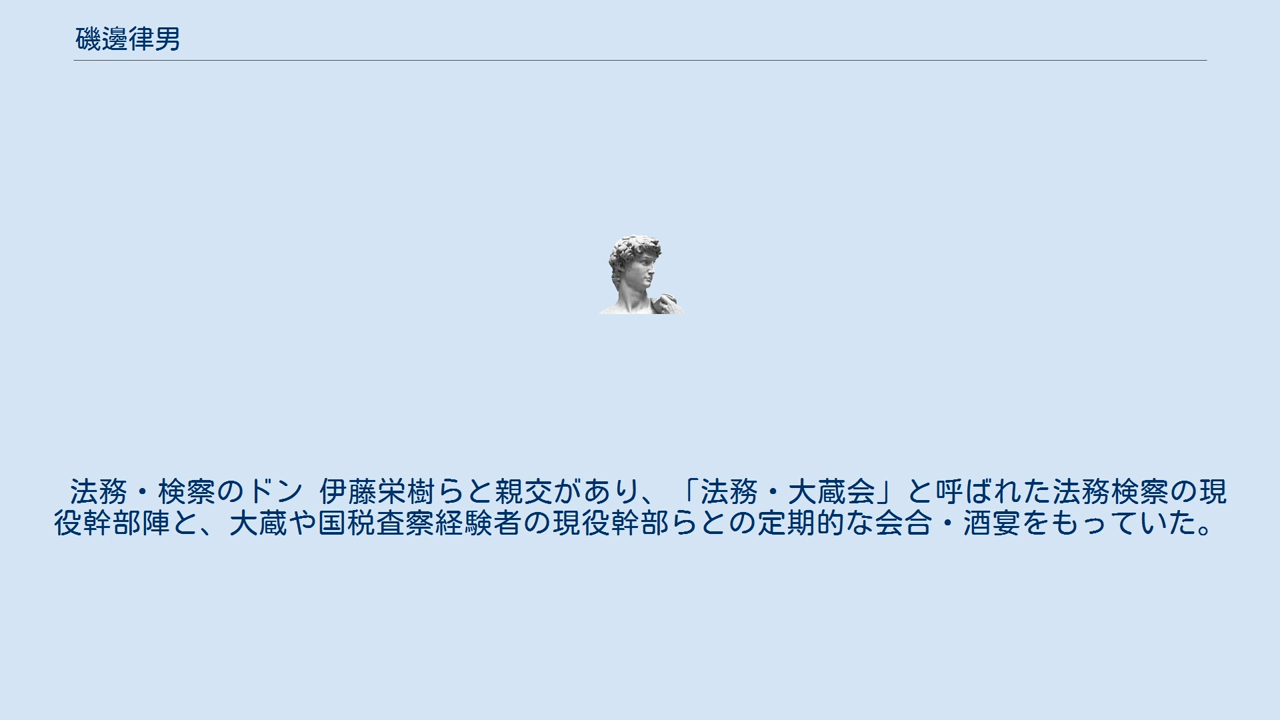 磯邊律男
法務・検察のドン 伊藤栄樹らと親交があり、「法務・大蔵会」と呼ばれた法務検察の現
役幹部陣と、大蔵や国税査察経験者の現役幹部らとの定期的な会合・酒宴をもっていた。